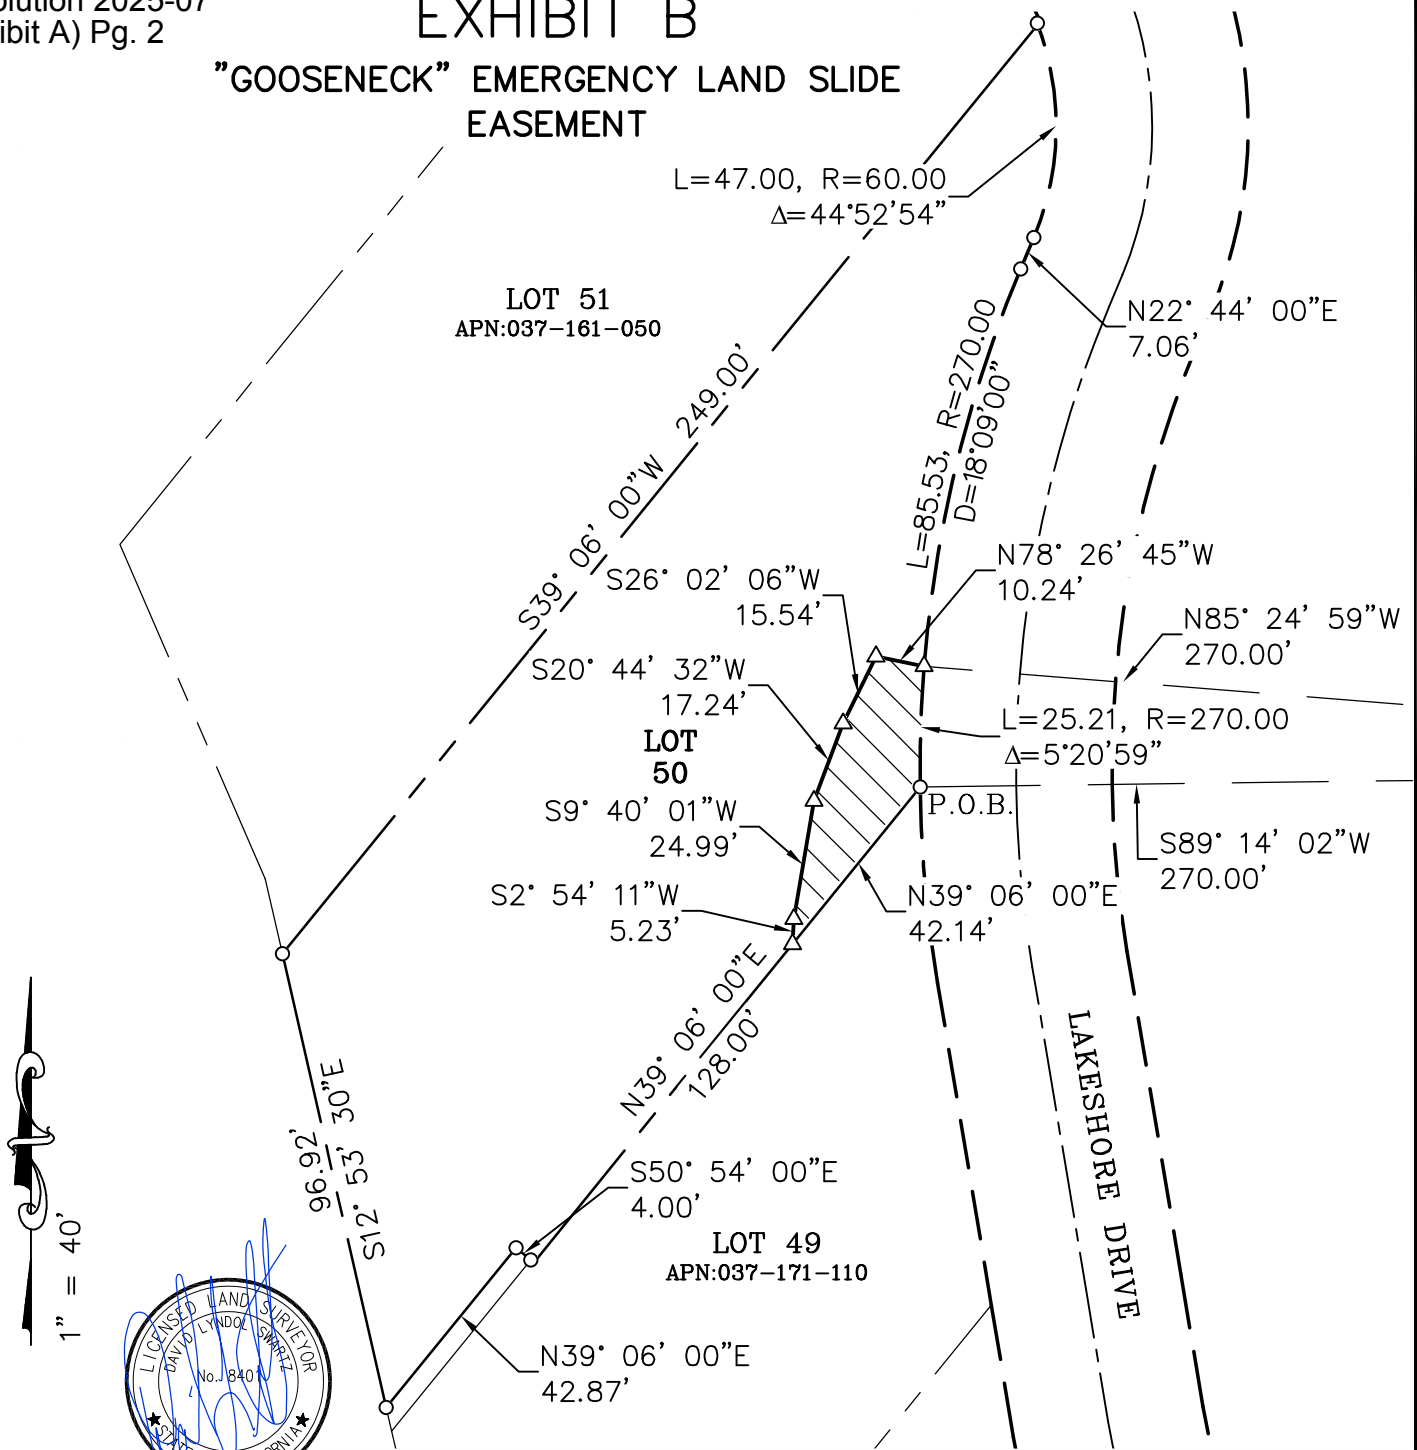 olution 2025-07
ibit A) Pg. 2
EXHIBIT B
"GOOSENECK" EMERGENCY LAND SLIDE
EASEMENT
L=47.00, R=60.00
Δ=44°52'54"
LOT 51
APN:037-161-050
N22° 44' 00"E
7.06'
L=85.53, R=270.00
D=18°09'00"
S39° 06' 00"W 249.00'
N78° 26' 45"W
10.24'
S26° 02' 06"W
15.54'
N85° 24' 59"W
270.00'
S20° 44' 32"W
17.24'
L=25.21, R=270.00
Δ=5°20'59"
LOT
50
P.O.B.
S9° 40' 01"W
24.99'
S89° 14' 02"W
270.00'
S2° 54' 11"W
5.23'
N39° 06' 00"E
42.14'
N39° 06' 00"E
128.00'
LAKESHORE DRIVE
96.92'
S12° 53' 30"E
S50° 54' 00"E
4.00'
LOT 49
APN:037-171-110
1" = 40'
N39° 06' 00"E
42.87'
LICENSED LAND SURVEYOR
DAVID LYNDOL SWARTZ
No. 8401